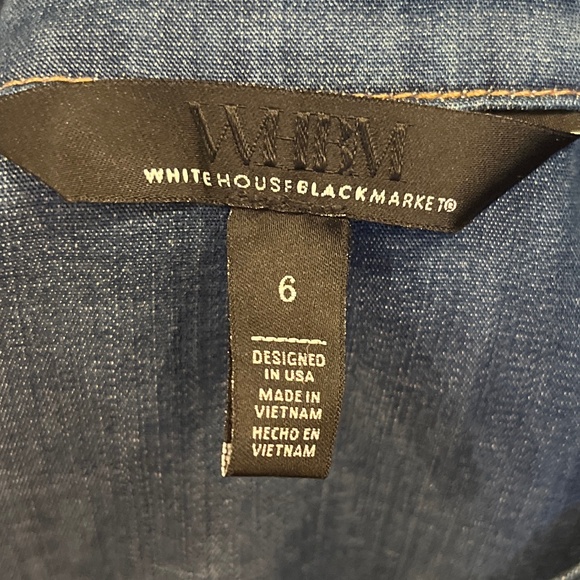 WHBM
WHITEHOUSEBLACKMARKET®
6
DESIGNED
IN USA
MADE IN
VIETNAM
HECHO EN
VIETNAM